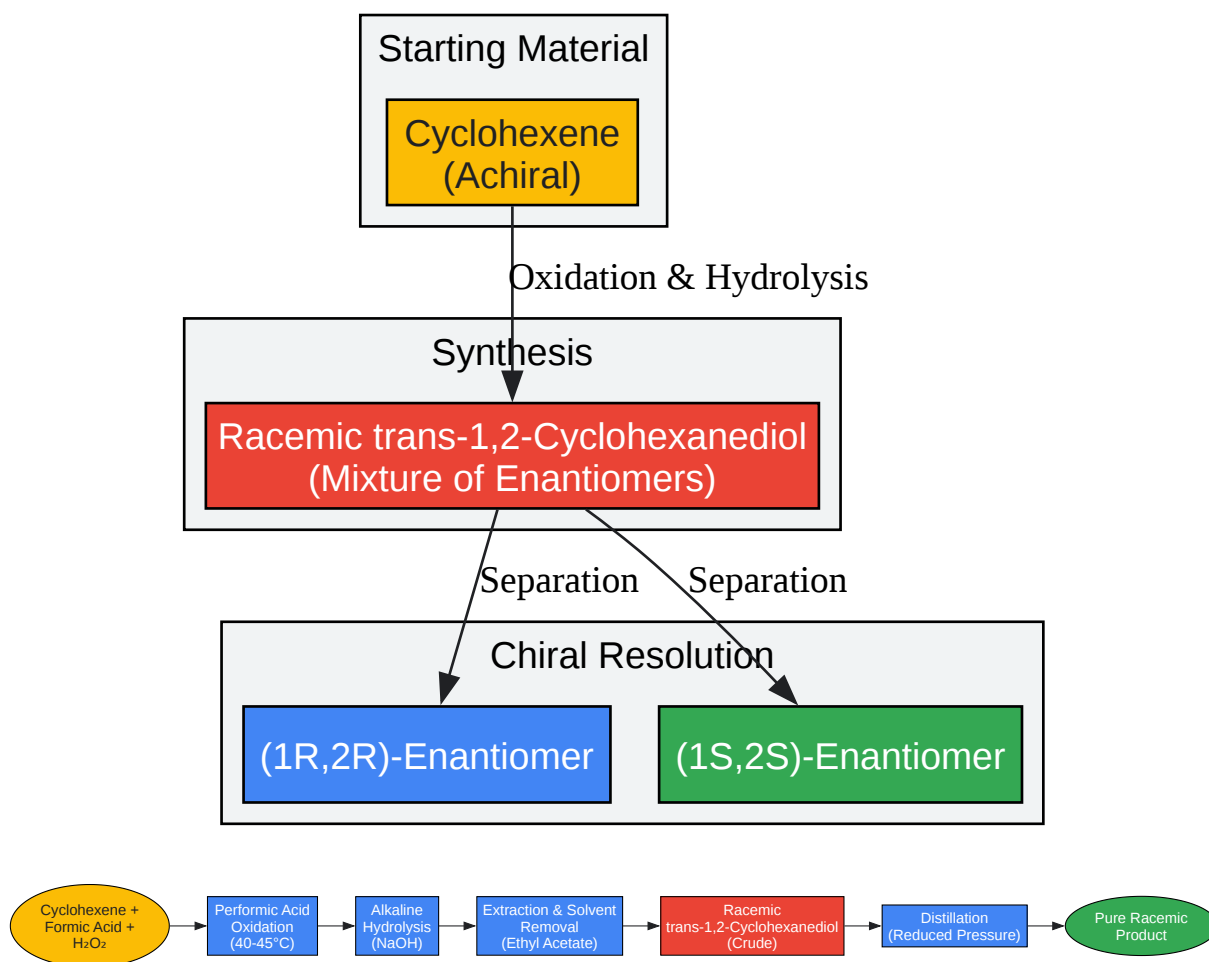 Starting Material
Cyclohexene
(Achiral)
Oxidation & Hydrolysis
Synthesis
Racemic trans-1,2-Cyclohexanediol
(Mixture of Enantiomers)
Separation
Separation
Chiral Resolution
(1R,2R)-Enantiomer
(1S,2S)-Enantiomer
Cyclohexene +
Formic Acid +
H₂O₂
Performic Acid
Oxidation
(40-45°C)
Alkaline
Hydrolysis
(NaOH)
Extraction & Solvent
Removal
(Ethyl Acetate)
Racemic
trans-1,2-Cyclohexanediol
(Crude)
Distillation
(Reduced Pressure)
Pure Racemic
Product